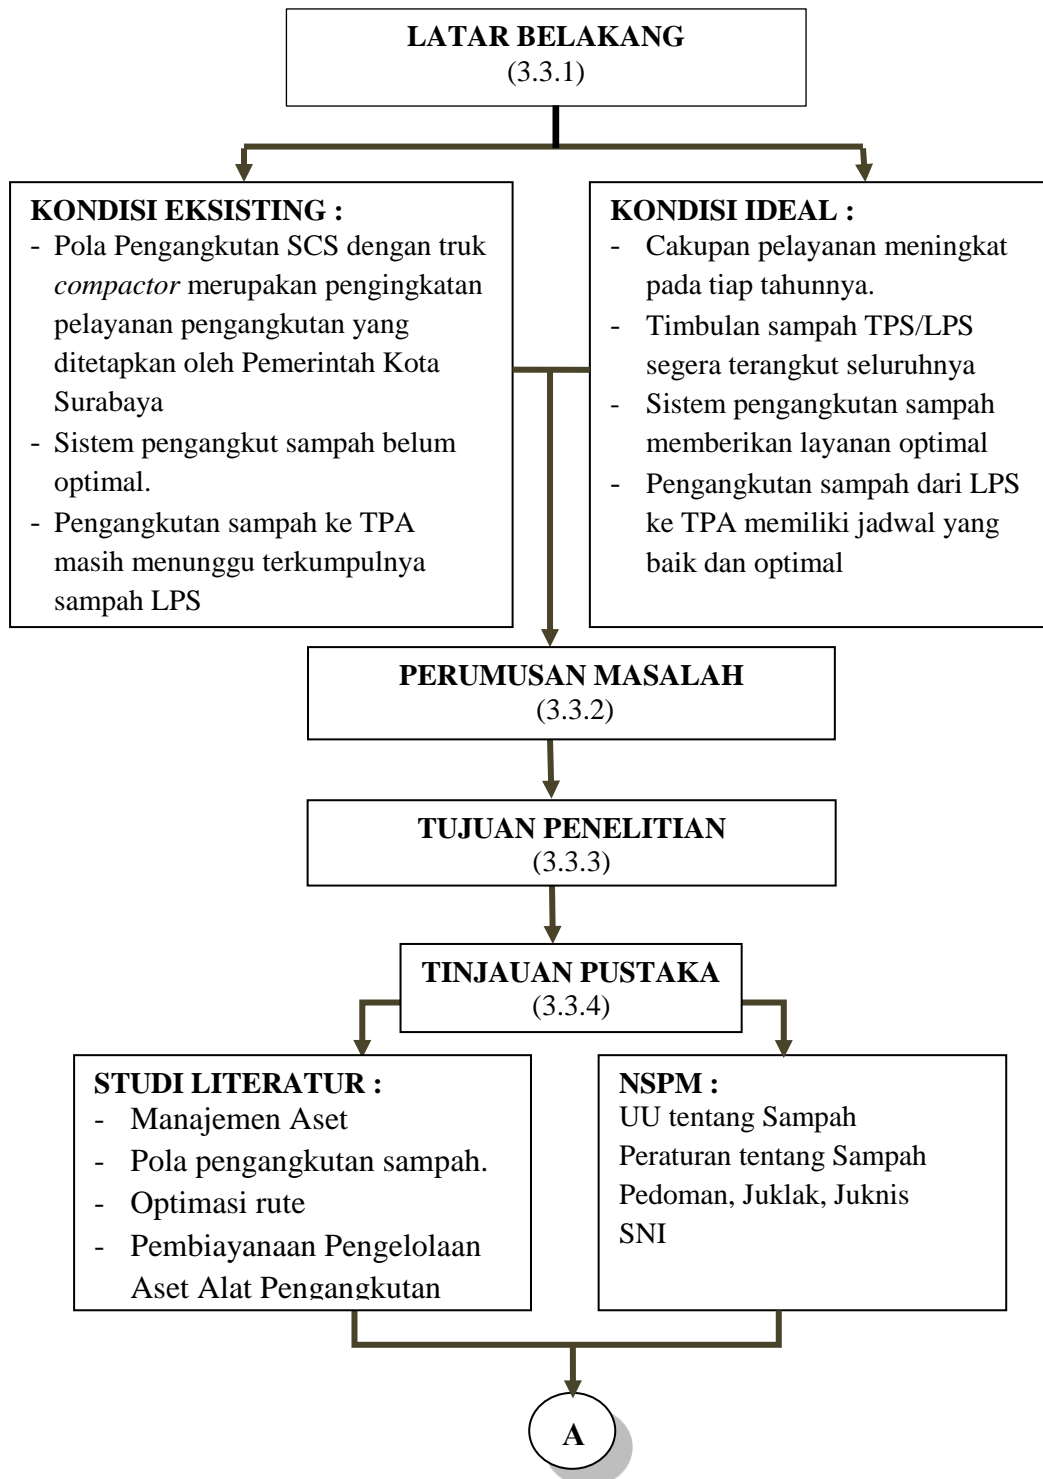 LATAR BELAKANG
(3.3.1)
KONDISI EKSISTING :
- Pola Pengangkutan SCS dengan truk
compactor merupakan pengingkatan
pelayanan pengangkutan yang
ditetapkan oleh Pemerintah Kota
Surabaya
- Sistem pengangkut sampah belum
optimal.
- Pengangkutan sampah ke TPA
masih menunggu terkumpulnya
sampah LPS
KONDISI IDEAL :
- Cakupan pelayanan meningkat
pada tiap tahunnya.
- Timbulan sampah TPS/LPS
segera terangkut seluruhnya
- Sistem pengangkutan sampah
memberikan layanan optimal
- Pengangkutan sampah dari LPS
ke TPA memiliki jadwal yang
baik dan optimal
PERUMUSAN MASALAH
(3.3.2)
TUJUAN PENELITIAN
(3.3.3)
TINJAUAN PUSTAKA
(3.3.4)
STUDI LITERATUR :
- Manajemen Aset
- Pola pengangkutan sampah.
- Optimasi rute
- Pembiayanaan Pengelolaan
Aset Alat Pengangkutan
NSPM :
UU tentang Sampah
Peraturan tentang Sampah
Pedoman, Juklak, Juknis
SNI
A